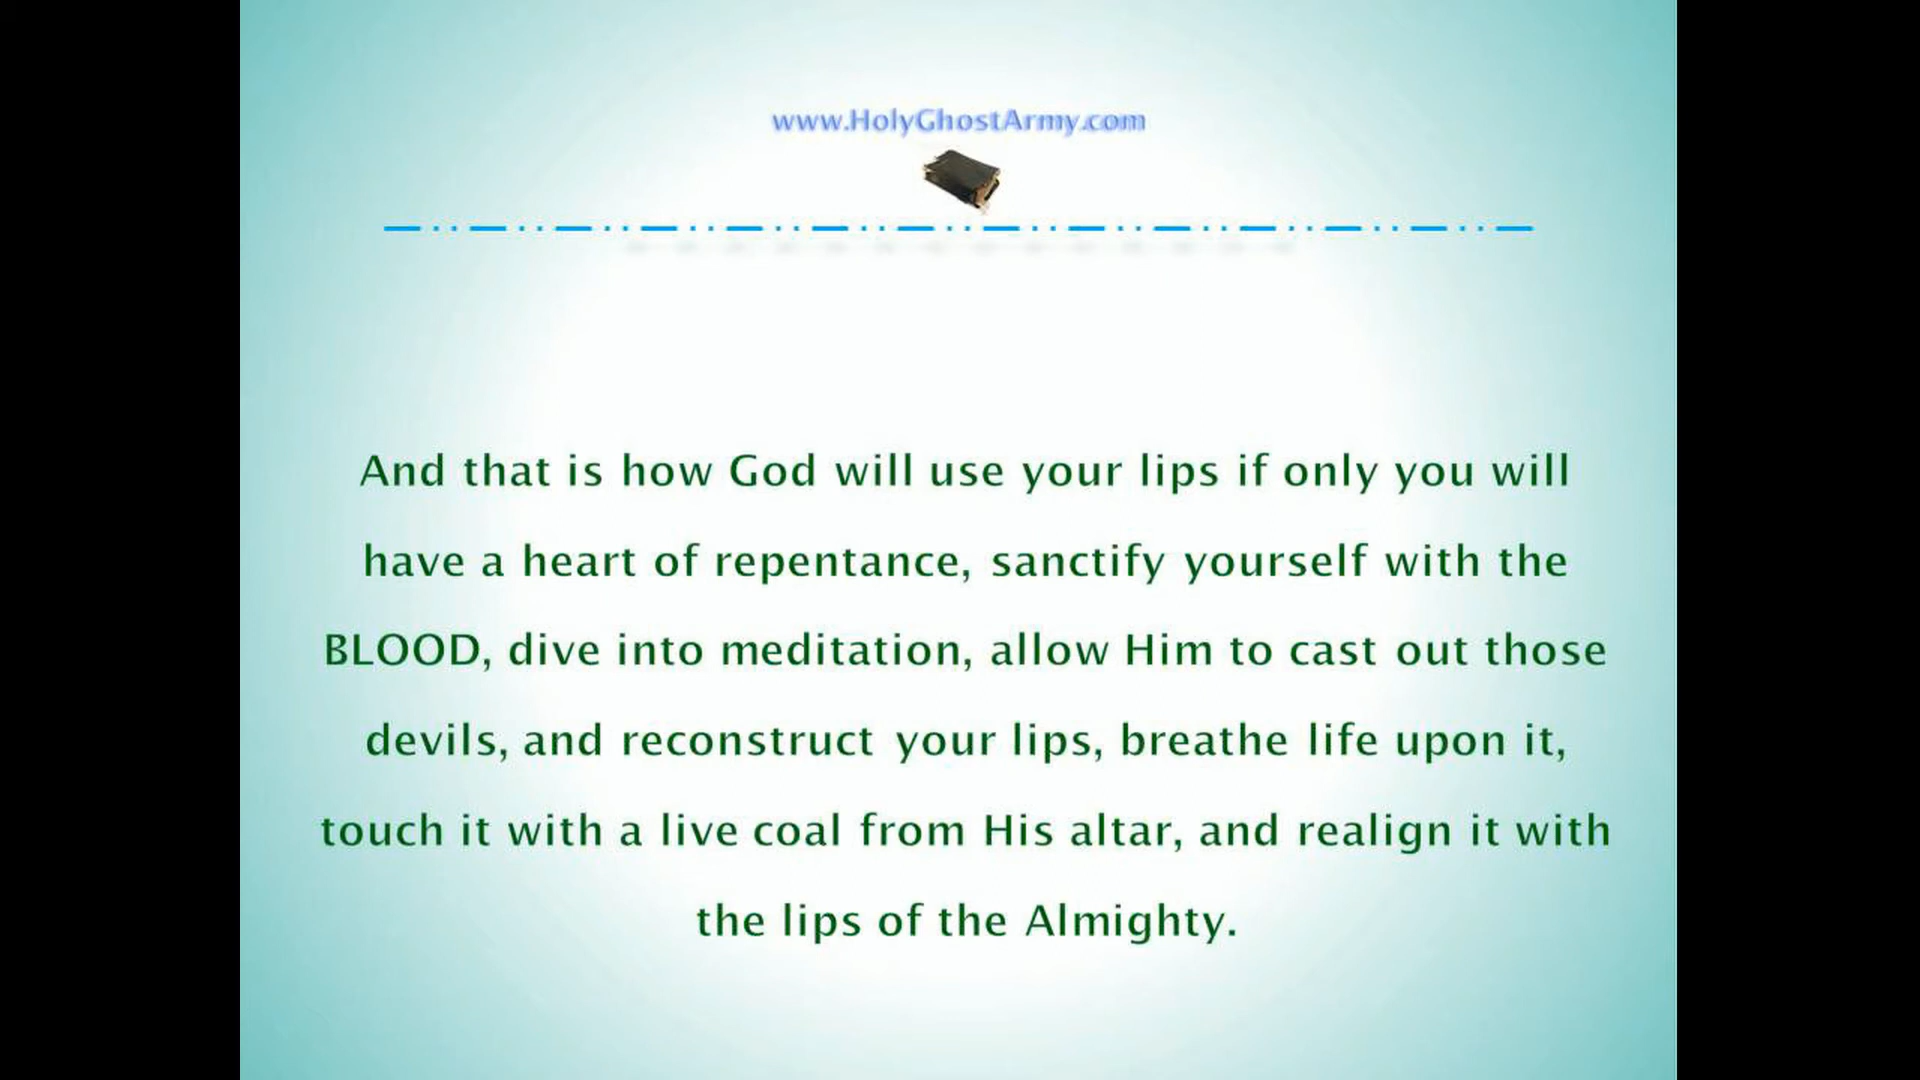 www.HolyGhostArmy.com
And that is how God will use your lips if only you will
have a heart of repentance, sanctify yourself with the
BLOOD, dive into meditation, allow Him to cast out those
devils, and reconstruct your lips, breathe life upon it,
touch it with a live coal from His altar, and realign it with
the lips of the Almighty.